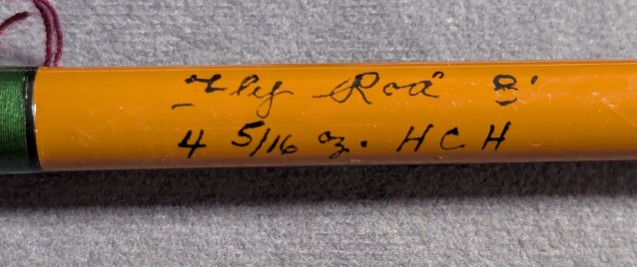 Fly Rod 8'
4 5/16 oz. HCH